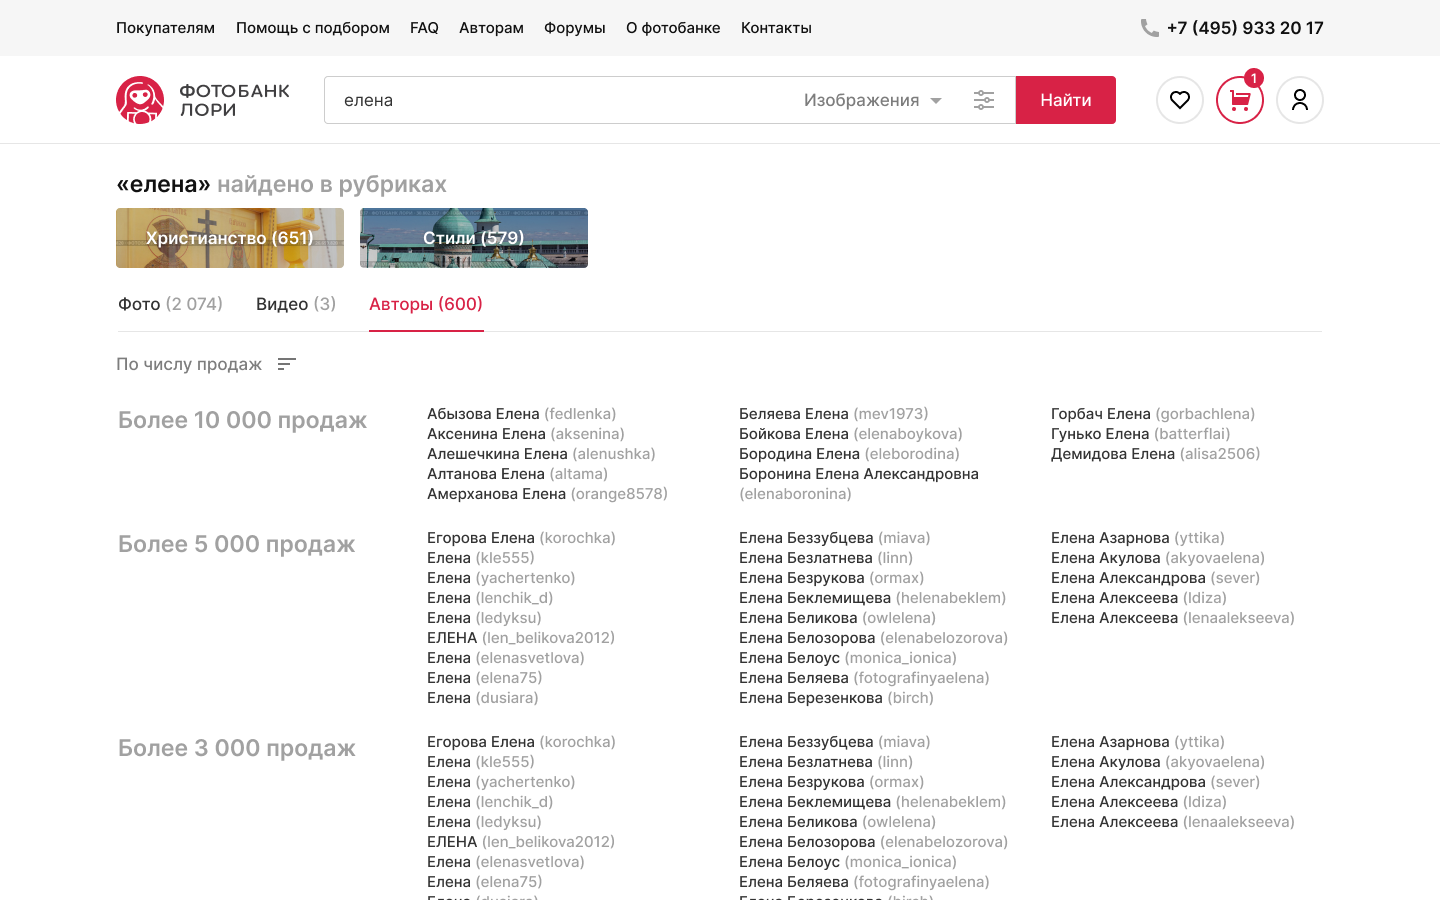 Покупателям Помощь с подбором FAQ Авторам Форумы О фотобанке Контакты +7 (495) 933 20 17
ФОТОБАНК
ЛОРИ
елена Изображения Найти 1
«елена» найдено в рубриках
Христианство (651) Стили (579)
Фото (2 074) Видео (3) Авторы (600)
По числу продаж
Более 10 000 продаж
Абызова Елена (fedlenka)
Аксенина Елена (aksenina)
Алешечкина Елена (alenushka)
Алтанова Елена (altama)
Амерханова Елена (orange8578)
Беляева Елена (mev1973)
Бойкова Елена (elenaboykova)
Бородина Елена (eleborodina)
Боронина Елена Александровна
(elenaboronina)
Горбач Елена (gorbachlena)
Гунько Елена (batterflai)
Демидова Елена (alisa2506)
Более 5 000 продаж
Егорова Елена (korochka)
Елена (kle555)
Елена (yachertenko)
Елена (lenchik_d)
Елена (ledyksu)
ЕЛЕНА (len_belikova2012)
Елена (elenasvetlova)
Елена (elena75)
Елена (dusiara)
Елена Беззубцева (miava)
Елена Безлатнева (linn)
Елена Безрукова (ormax)
Елена Беклемищева (helenabeklem)
Елена Беликова (owlelena)
Елена Белозорова (elenabelozorova)
Елена Белоус (monica_ionica)
Елена Беляева (fotografinyaelena)
Елена Березенкова (birch)
Елена Азарнова (yttika)
Елена Акулова (akyovaelena)
Елена Александрова (sever)
Елена Алексеева (ldiza)
Елена Алексеева (lenaalekseeva)
Более 3 000 продаж
Егорова Елена (korochka)
Елена (kle555)
Елена (yachertenko)
Елена (lenchik_d)
Елена (ledyksu)
ЕЛЕНА (len_belikova2012)
Елена (elenasvetlova)
Елена (elena75)
Елена (dusiara)
Елена Беззубцева (miava)
Елена Безлатнева (linn)
Елена Безрукова (ormax)
Елена Беклемищева (helenabeklem)
Елена Беликова (owlelena)
Елена Белозорова (elenabelozorova)
Елена Белоус (monica_ionica)
Елена Беляева (fotografinyaelena)
Елена Березенкова (birch)
Елена Азарнова (yttika)
Елена Акулова (akyovaelena)
Елена Александрова (sever)
Елена Алексеева (ldiza)
Елена Алексеева (lenaalekseeva)